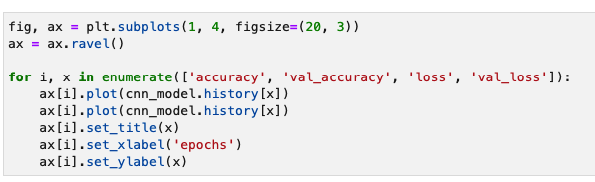 fig, ax = plt.subplots(1, 4, figsize=(20, 3))
ax = ax.ravel()

for i, x in enumerate(['accuracy', 'val_accuracy', 'loss', 'val_loss']):
    ax[i].plot(cnn_model.history[x])
    ax[i].plot(cnn_model.history[x])
    ax[i].set_title(x)
    ax[i].set_xlabel('epochs')
    ax[i].set_ylabel(x)